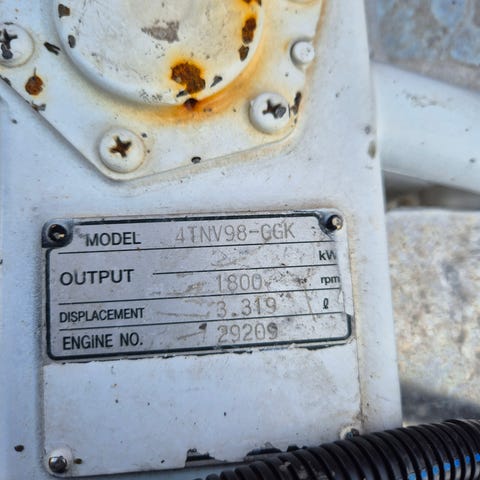 MODEL 4TNV98-GGK
kW
OUTPUT 1800 rpm
DISPLACEMENT 3.319 ℓ
ENGINE NO. 29209